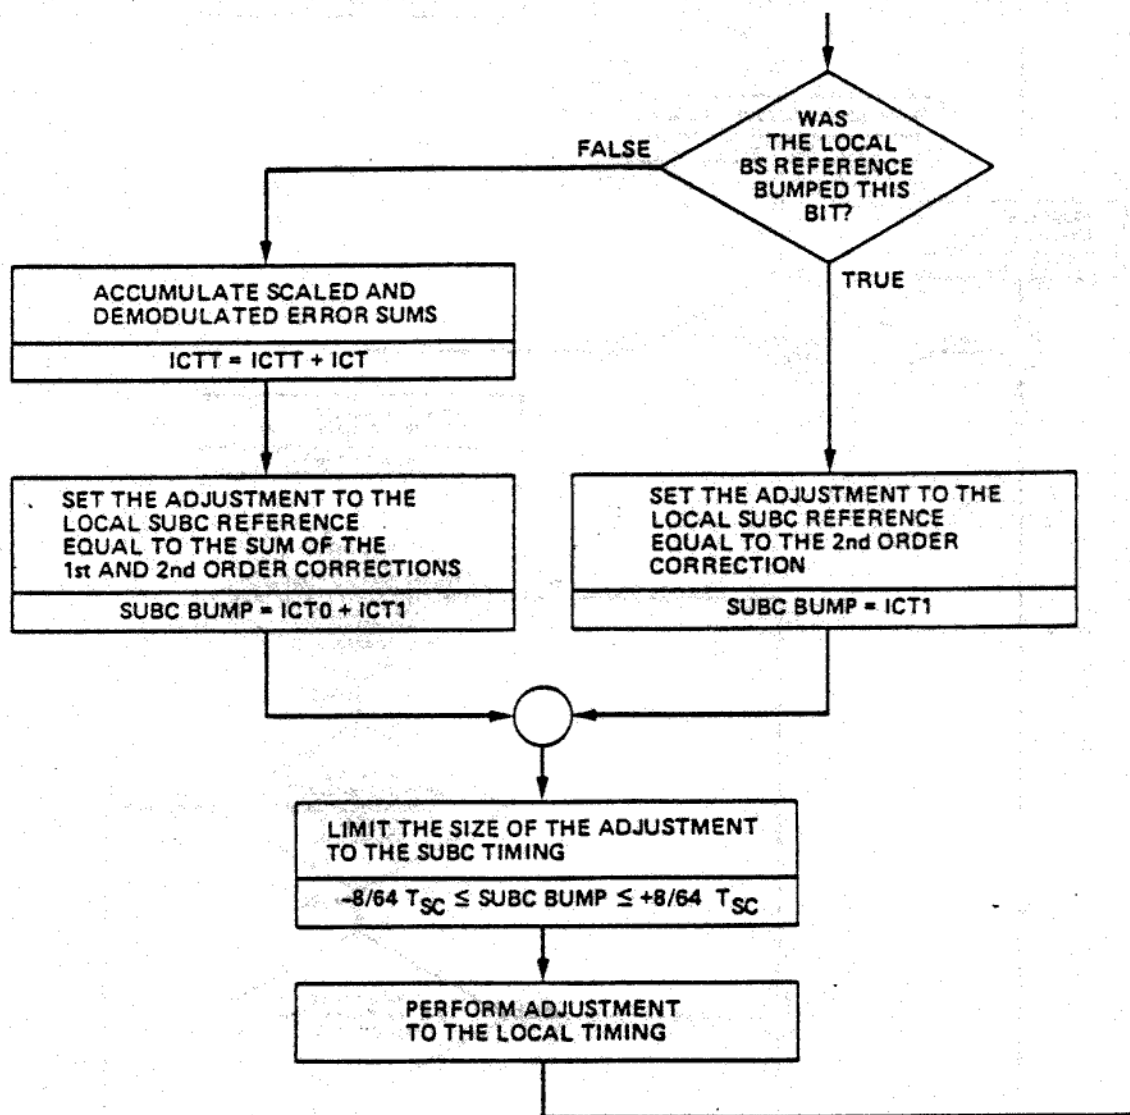 WAS
THE LOCAL
BS REFERENCE
BUMPED THIS
BIT?
FALSE
TRUE
ACCUMULATE SCALED AND
DEMODULATED ERROR SUMS
ICTT = ICTT + ICT
SET THE ADJUSTMENT TO THE
LOCAL SUBC REFERENCE
EQUAL TO THE SUM OF THE
1st AND 2nd ORDER CORRECTIONS
SUBC BUMP = ICT0 + ICT1
SET THE ADJUSTMENT TO THE
LOCAL SUBC REFERENCE
EQUAL TO THE 2nd ORDER
CORRECTION
SUBC BUMP = ICT1
LIMIT THE SIZE OF THE ADJUSTMENT
TO THE SUBC TIMING
–8/64 TSC ≤ SUBC BUMP ≤ +8/64 TSC
PERFORM ADJUSTMENT
TO THE LOCAL TIMING